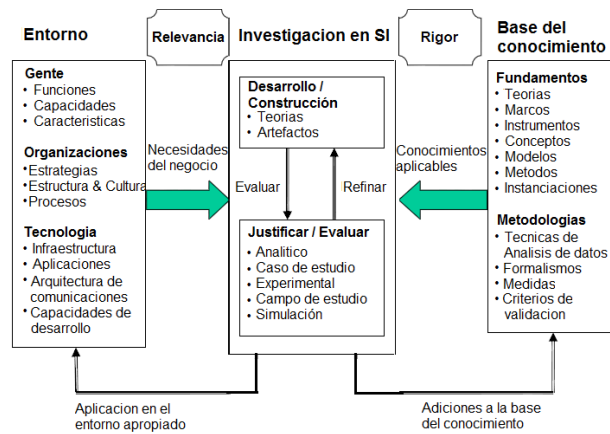 Entorno
Relevancia
Investigacion en SI
Rigor
Base del
conocimiento
Gente
• Funciones
• Capacidades
• Caracteristicas
Organizaciones
• Estrategias
• Estructura & Cultura
• Procesos
Tecnologia
• Infraestructura
• Aplicaciones
• Arquitectura de
comunicaciones
• Capacidades de
desarrollo
Necesidades
del negocio
Desarrollo /
Construcción
• Teorias
• Artefactos
Evaluar
Refinar
Justificar / Evaluar
• Analitico
• Caso de estudio
• Experimental
• Campo de estudio
• Simulación
Conocimientos
aplicables
Fundamentos
• Teorias
• Marcos
• Instrumentos
• Conceptos
• Modelos
• Metodos
• Instanciaciones
Metodologias
• Tecnicas de
Analisis de datos
• Formalismos
• Medidas
• Criterios de
validacion
Aplicacion en el
entorno apropiado
Adiciones a la base
del conocimiento